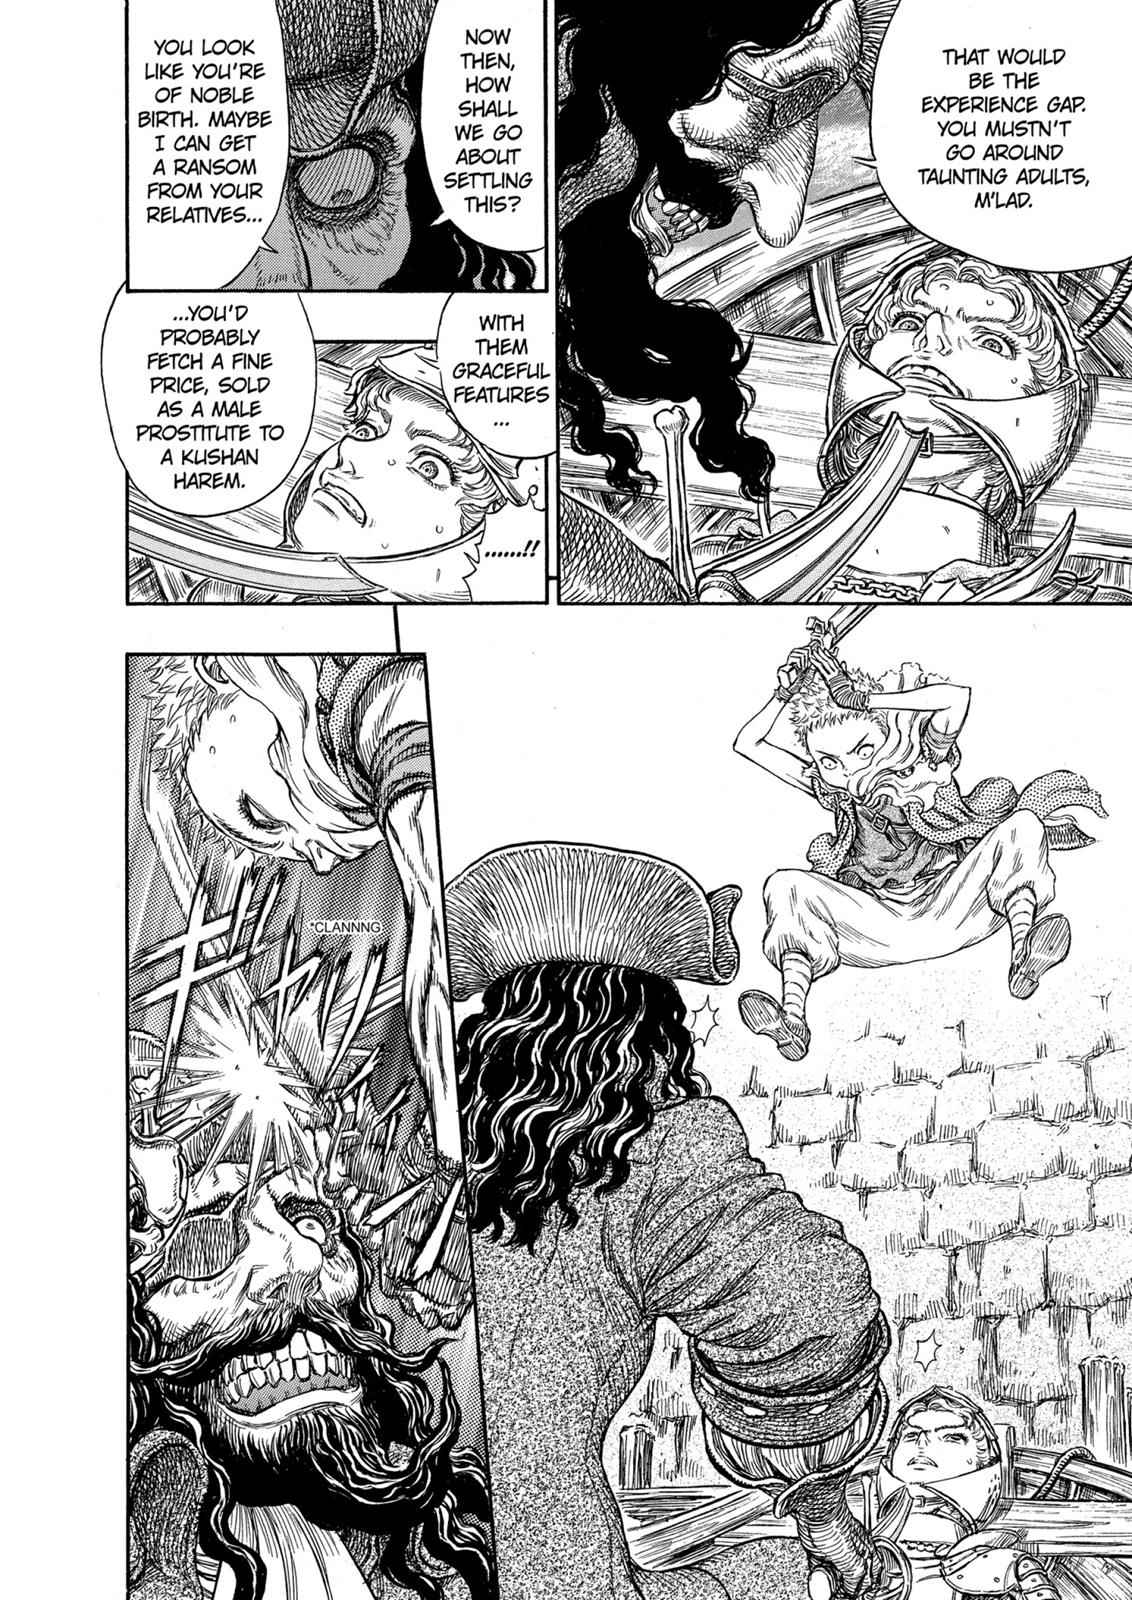 THAT WOULD
BE THE
EXPERIENCE GAP.
YOU MUSTN'T
GO AROUND
TAUNTING ADULTS,
M'LAD.
NOW
THEN,
HOW
SHALL
WE GO
ABOUT
SETTLING
THIS?
YOU LOOK
LIKE YOU'RE
OF NOBLE
BIRTH. MAYBE
I CAN GET
A RANSOM
FROM YOUR
RELATIVES...
WITH
THEM
GRACEFUL
FEATURES
...
...YOU'D
PROBABLY
FETCH A FINE
PRICE, SOLD
AS A MALE
PROSTITUTE TO
A KUSHAN
HAREM.
.......!!
*CLANNNG